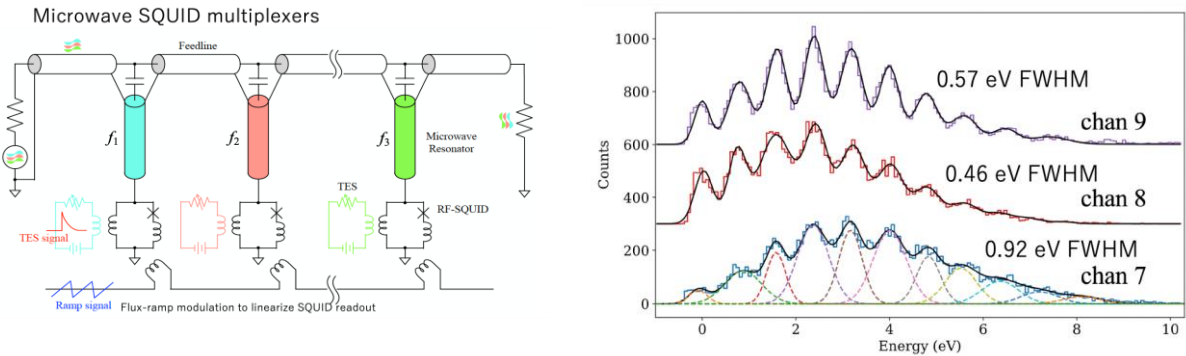 Microwave SQUID multiplexers
Feedline
f1
f2
f3
Microwave
Resonator
TES
RF-SQUID
TES signal
Ramp signal
Flux-ramp modulation to linearize SQUID readout
1000
800
600
400
200
0
Counts
0.57 eV FWHM
chan 9
0.46 eV FWHM
chan 8
0.92 eV FWHM
chan 7
0 2 4 6 8 10
Energy (eV)